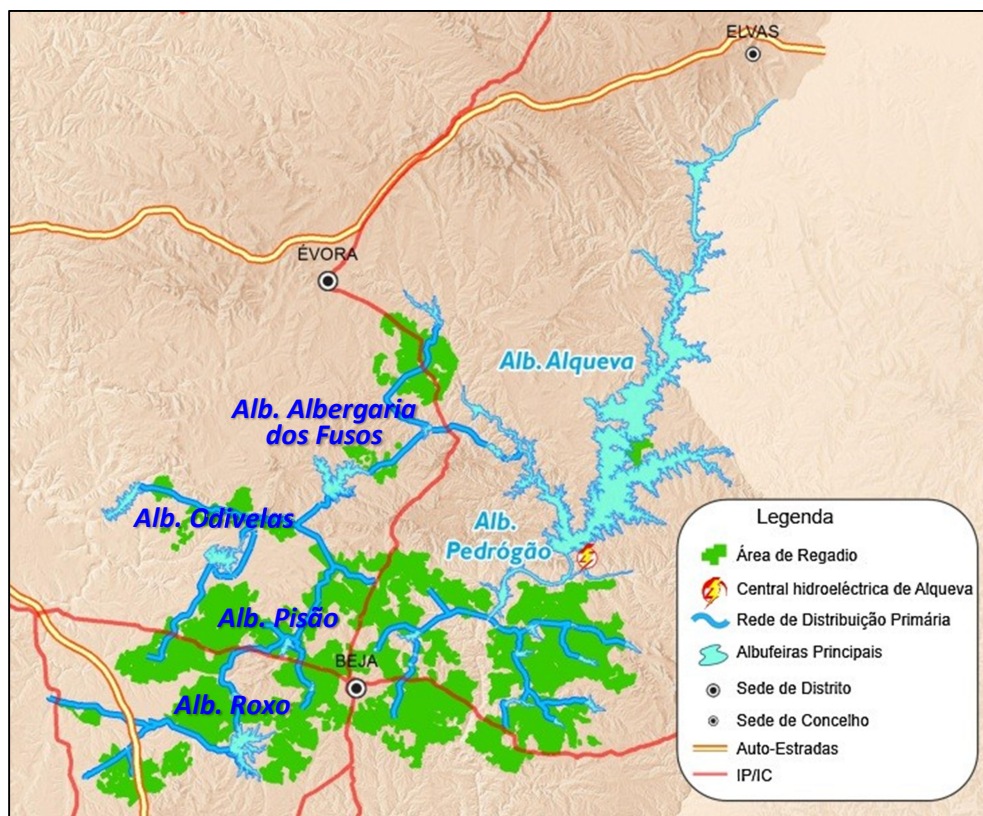 ELVAS
ÉVORA
Alb. Alqueva
Alb. Albergaria
dos Fusos
Alb. Odivelas
Alb.
Pedrógão
Alb. Pisão
BEJA
Alb. Roxo
Legenda
Área de Regadio
Central hidroeléctrica de Alqueva
Rede de Distribuição Primária
Albufeiras Principais
Sede de Distrito
Sede de Concelho
Auto-Estradas
IP/IC